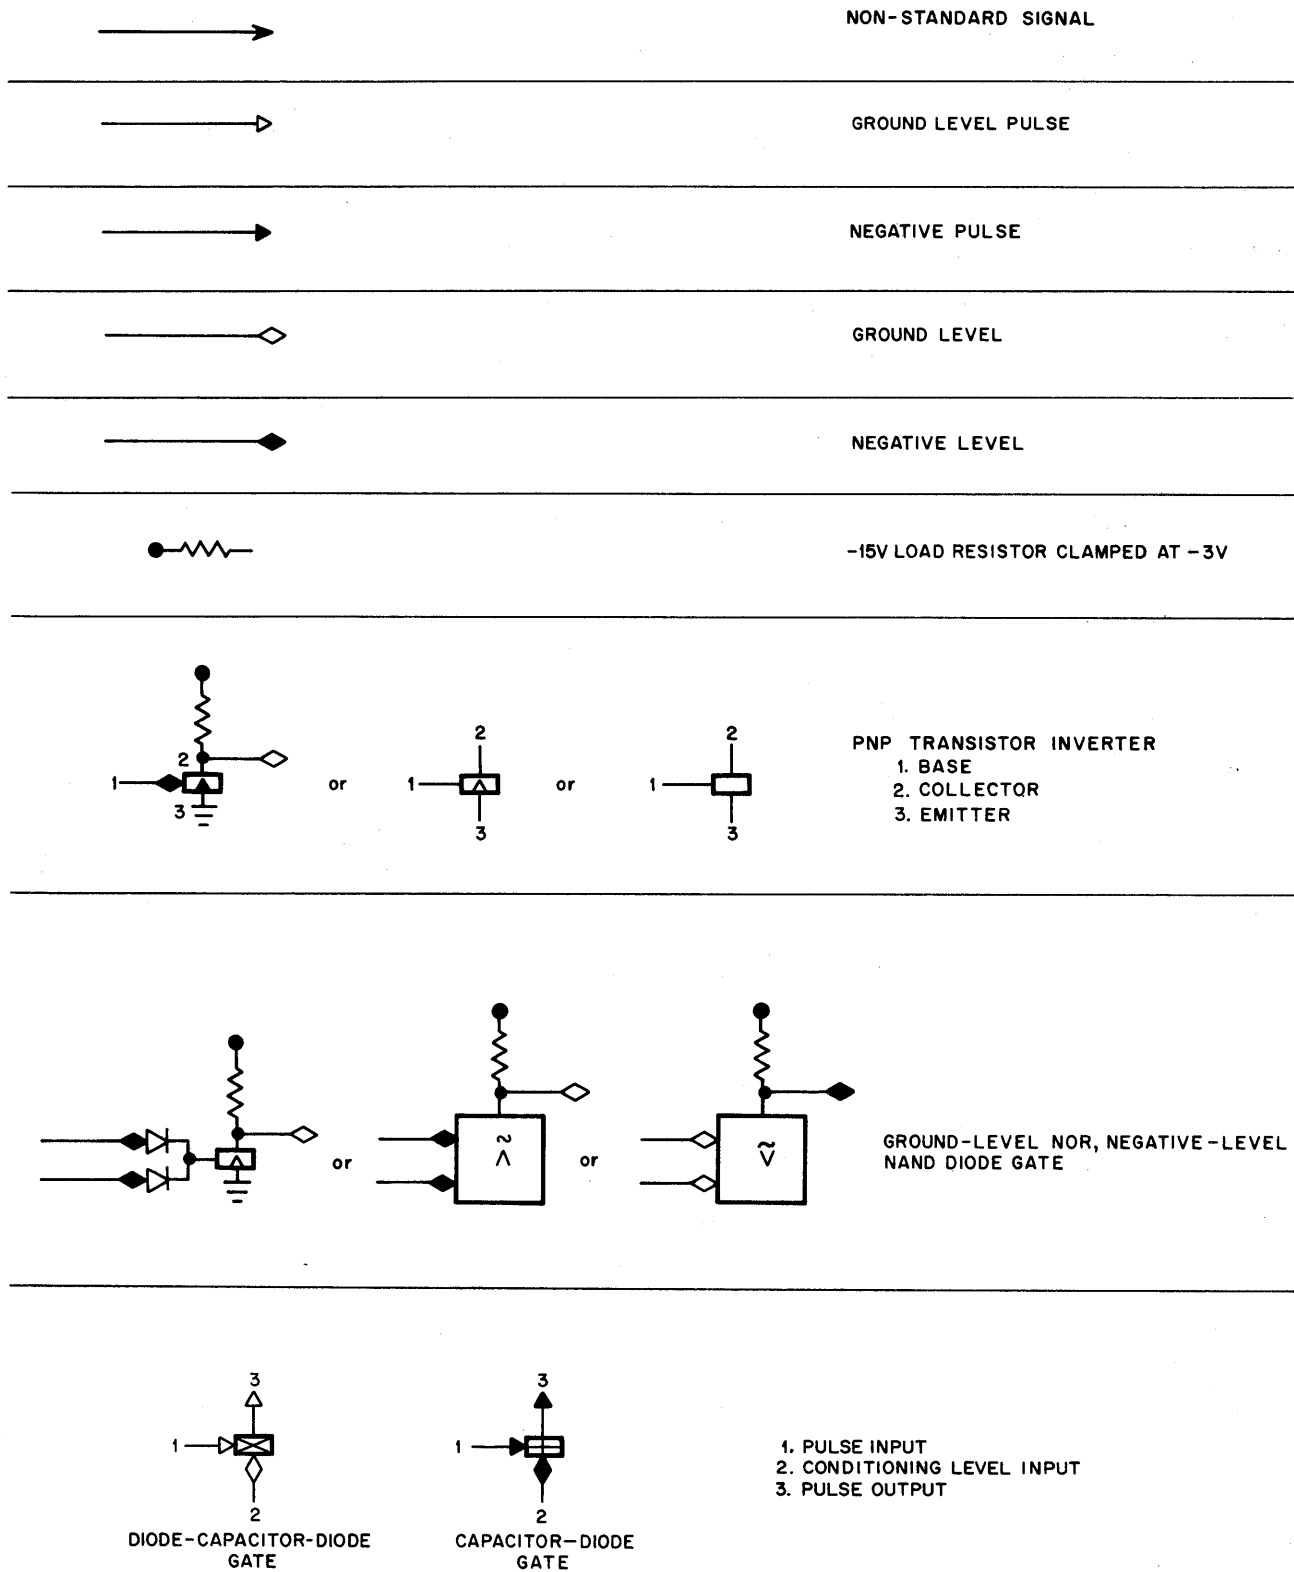 NON-STANDARD SIGNAL
GROUND LEVEL PULSE
NEGATIVE PULSE
GROUND LEVEL
NEGATIVE LEVEL
-15V LOAD RESISTOR CLAMPED AT -3V
2
1
3
or
2
1
3
or
2
1
3
PNP TRANSISTOR INVERTER
1. BASE
2. COLLECTOR
3. EMITTER
or
or
GROUND-LEVEL NOR, NEGATIVE-LEVEL
NAND DIODE GATE
3
1
2
DIODE-CAPACITOR-DIODE
GATE
3
1
2
CAPACITOR-DIODE
GATE
1. PULSE INPUT
2. CONDITIONING LEVEL INPUT
3. PULSE OUTPUT